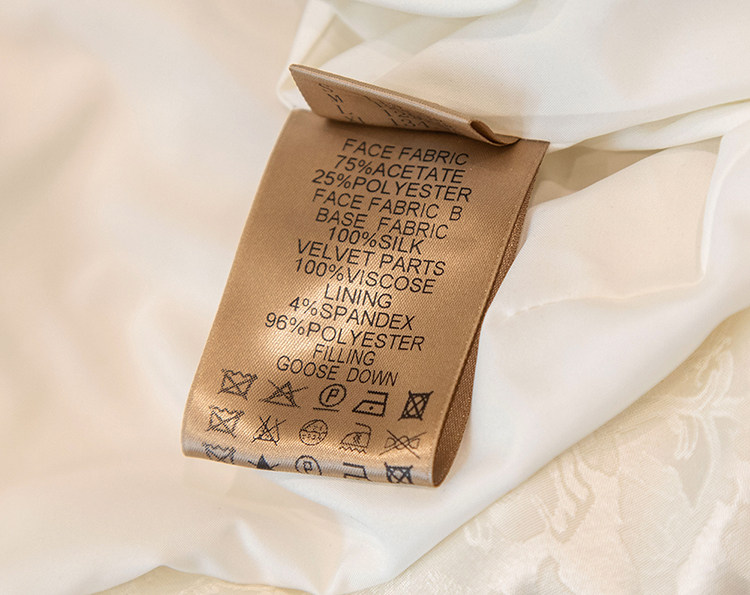 FACE FABRIC
75%ACETATE
25%POLYESTER
FACE FABRIC B
BASE FABRIC
100%SILK
VELVET PARTS
100%VISCOSE
LINING
4%SPANDEX
96%POLYESTER
FILLING
GOOSE DOWN
P